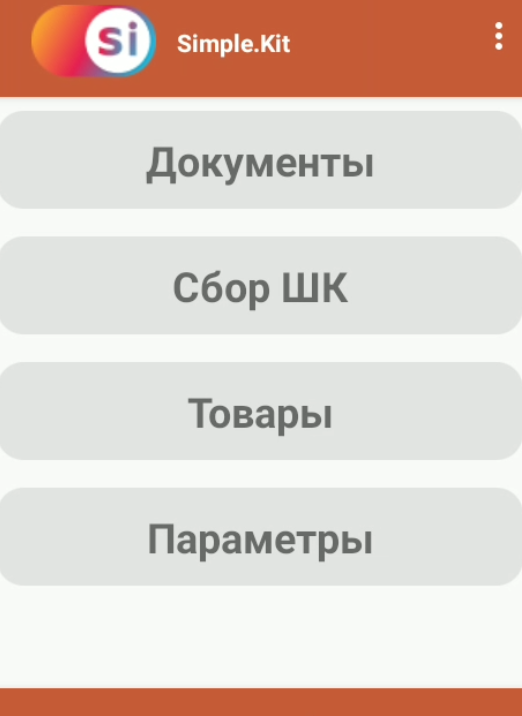 Si
Simple.Kit
Документы
Сбор ШК
Товары
Параметры